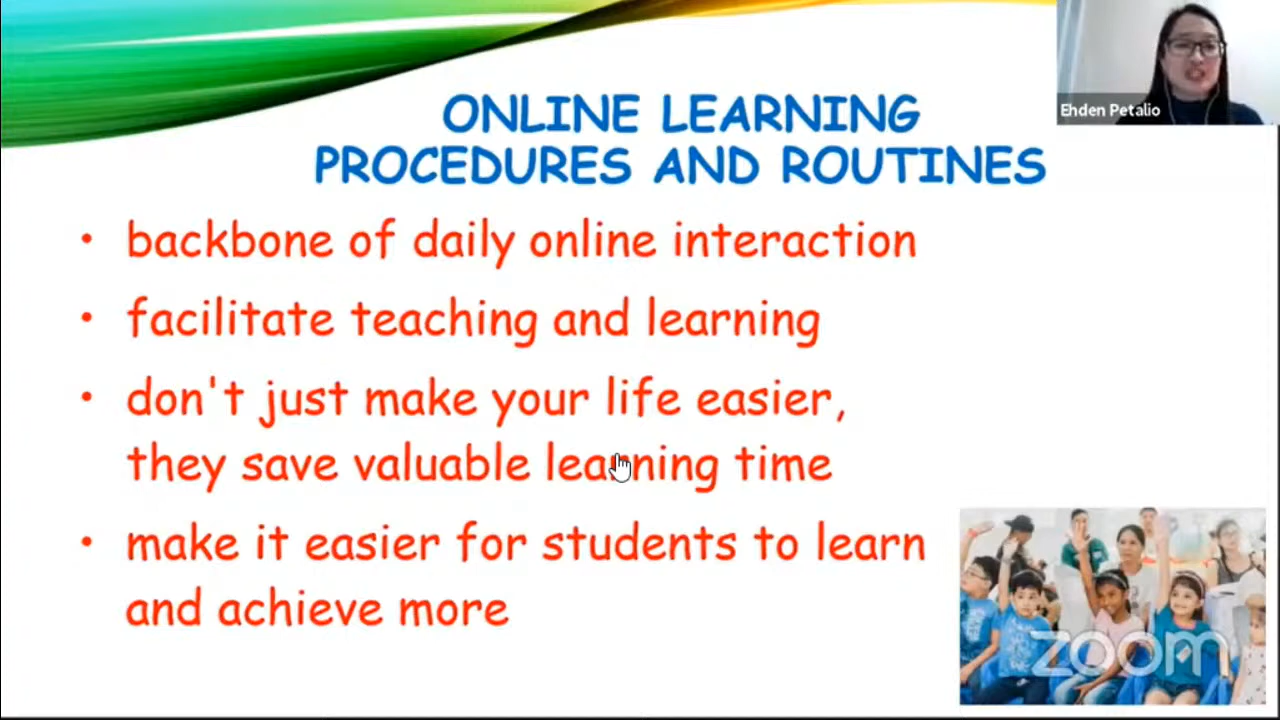 ONLINE LEARNING
PROCEDURES AND ROUTINES
Ehden Petalio
• backbone of daily online interaction
• facilitate teaching and learning
• don't just make your life easier,
they save valuable learning time
• make it easier for students to learn
and achieve more
zoom